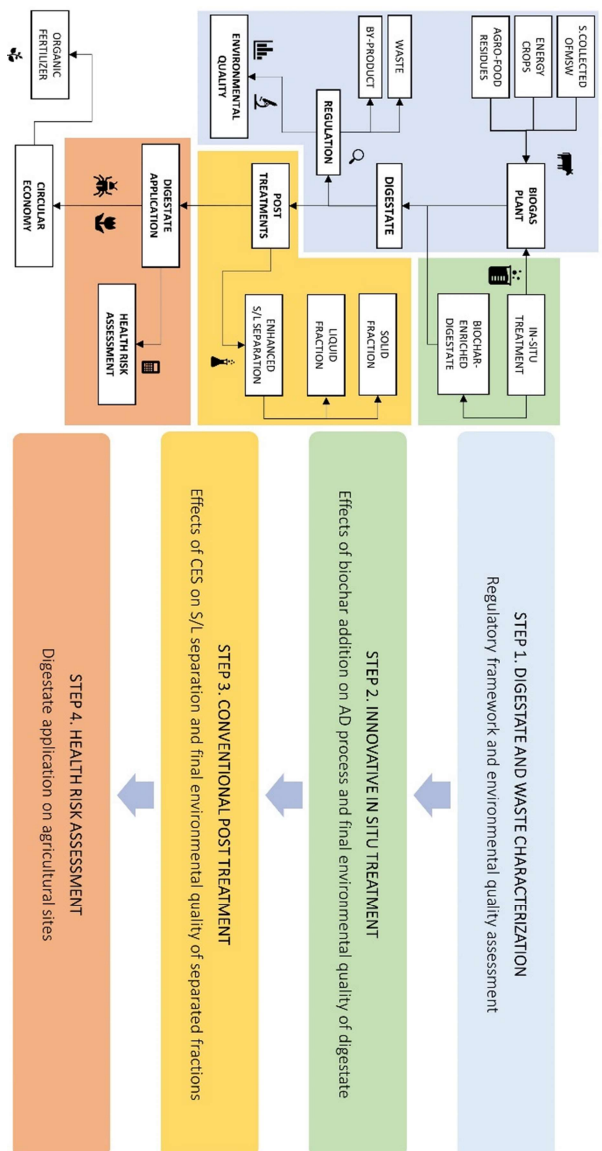 S.COLLECTED
OFMSW
ENERGY
CROPS
AGRO-FOOD
RESIDUES
BIOGAS
PLANT
IN-SITU
TREATMENT
BIOCHAR-
ENRICHED
DIGESTATE
WASTE
BY-PRODUCT
ENVIRONMENTAL
QUALITY
REGULATION
DIGESTATE
POST
TREATMENTS
SOLID
FRACTION
LIQUID
FRACTION
ENHANCED
S/L SEPARATION
DIGESTATE
APPLICATION
HEALTH RISK
ASSESSMENT
ORGANIC
FERTILIZER
CIRCULAR
ECONOMY
STEP 1. DIGESTATE AND WASTE CHARACTERIZATION
Regulatory framework and environmental quality assessment
STEP 2. INNOVATIVE IN SITU TREATMENT
Effects of biochar addition on AD process and final environmental quality of digestate
STEP 3. CONVENTIONAL POST TREATMENT
Effects of CES on S/L separation and final environmental quality of separated fractions
STEP 4. HEALTH RISK ASSESSMENT
Digestate application on agricultural sites